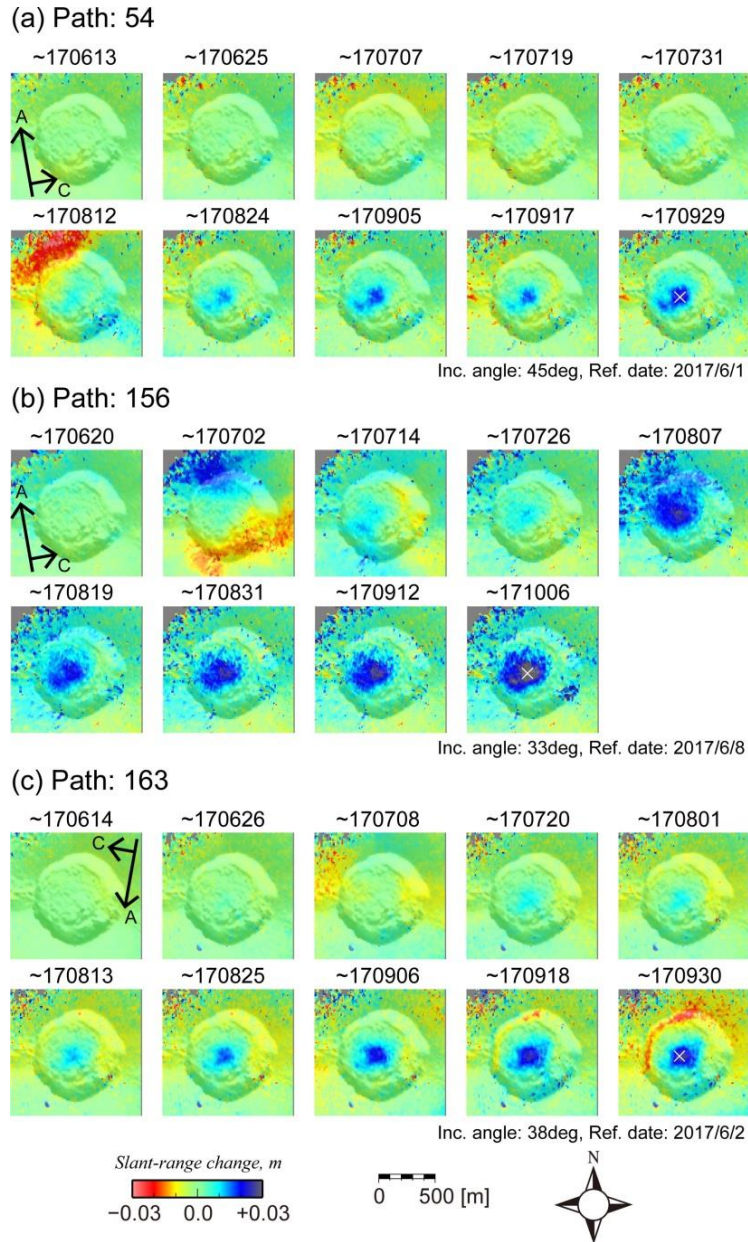 (a) Path: 54
~170613 ~170625 ~170707 ~170719 ~170731
A
C
~170812 ~170824 ~170905 ~170917 ~170929
Inc. angle: 45deg, Ref. date: 2017/6/1
(b) Path: 156
~170620 ~170702 ~170714 ~170726 ~170807
A
C
~170819 ~170831 ~170912 ~171006
Inc. angle: 33deg, Ref. date: 2017/6/8
(c) Path: 163
~170614 ~170626 ~170708 ~170720 ~170801
C
A
~170813 ~170825 ~170906 ~170918 ~170930
Inc. angle: 38deg, Ref. date: 2017/6/2
Slant-range change, m
−0.03 0.0 +0.03
0 500 [m]
N